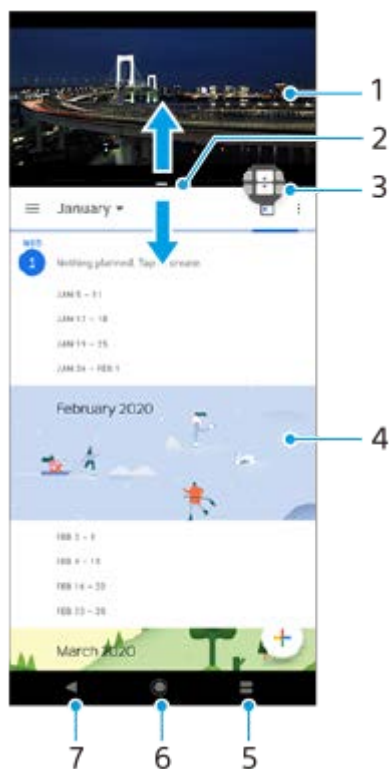 1
2
3
January
WED
1 Nothing planned. Tap create
JAN 5 – 11
JAN 12 – 18
JAN 19 – 25
JAN 26 – FEB 1
February 2020
4
FEB 2 – 8
FEB 9 – 15
FEB 16 – 22
FEB 23 – 29
March 2020
7 6 5